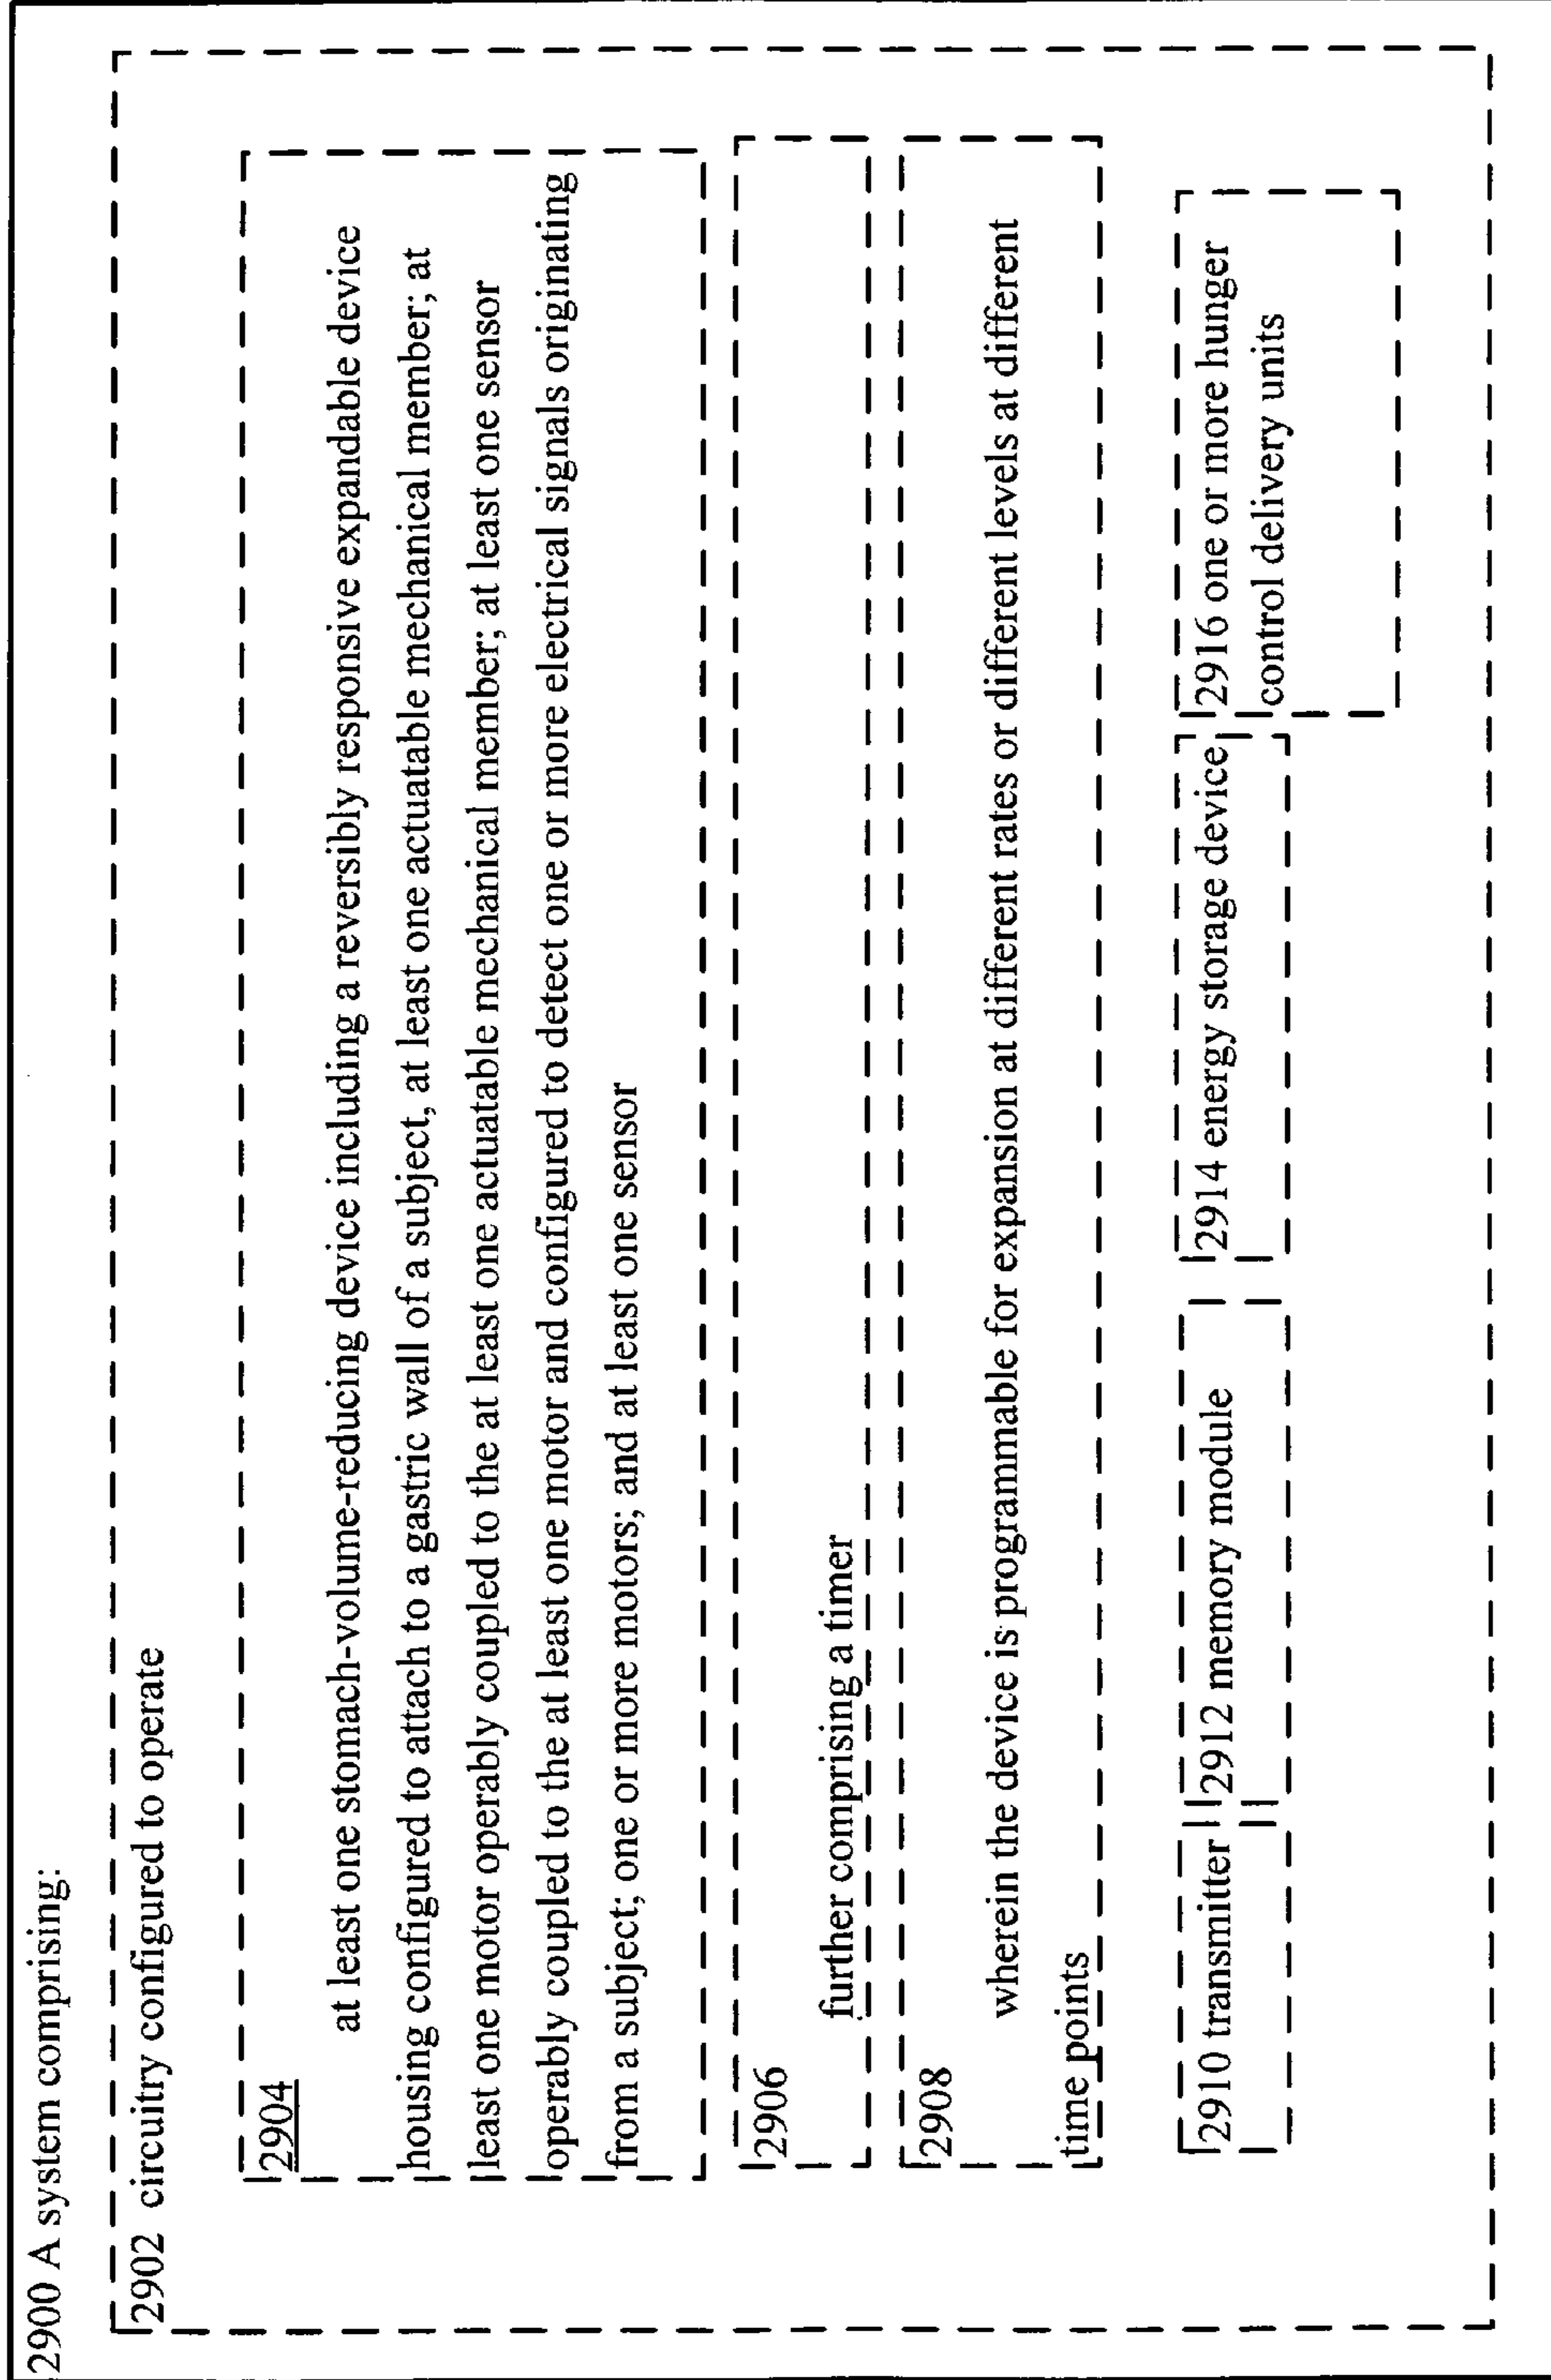 2900 A system comprising:
2902 circuitry configured to operate
2904
at least one stomach-volume-reducing device including a reversibly responsive expandable device
housing configured to attach to a gastric wall of a subject, at least one actuatable mechanical member; at
least one motor operably coupled to the at least one actuatable mechanical member; at least one sensor
operably coupled to the at least one motor and configured to detect one or more electrical signals originating
from a subject; one or more motors; and at least one sensor
2906
further comprising a timer
2908
wherein the device is programmable for expansion at different rates or different levels at different
time points
2910 transmitter
2912 memory module
2914 energy storage device
2916 one or more hunger
control delivery units